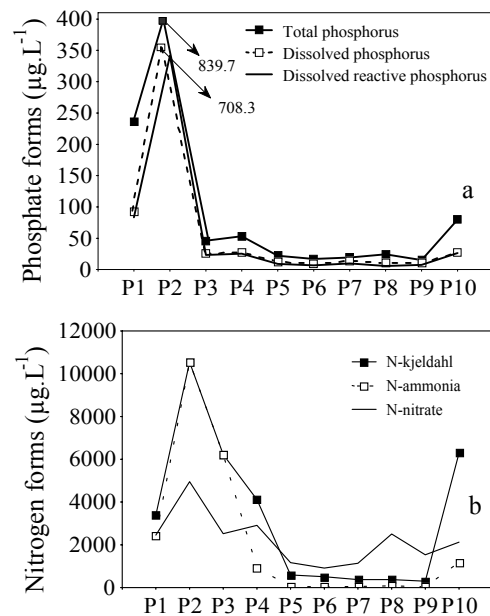 Phosphate forms (µg.L⁻¹)
400
350
300
250
200
150
100
50
0
Total phosphorus
Dissolved phosphorus
Dissolved reactive phosphorus
839.7
708.3
a
P1 P2 P3 P4 P5 P6 P7 P8 P9 P10
Nitrogen forms (µg.L⁻¹)
12000
10000
8000
6000
4000
2000
0
N-kjeldahl
N-ammonia
N-nitrate
b
P1 P2 P3 P4 P5 P6 P7 P8 P9 P10